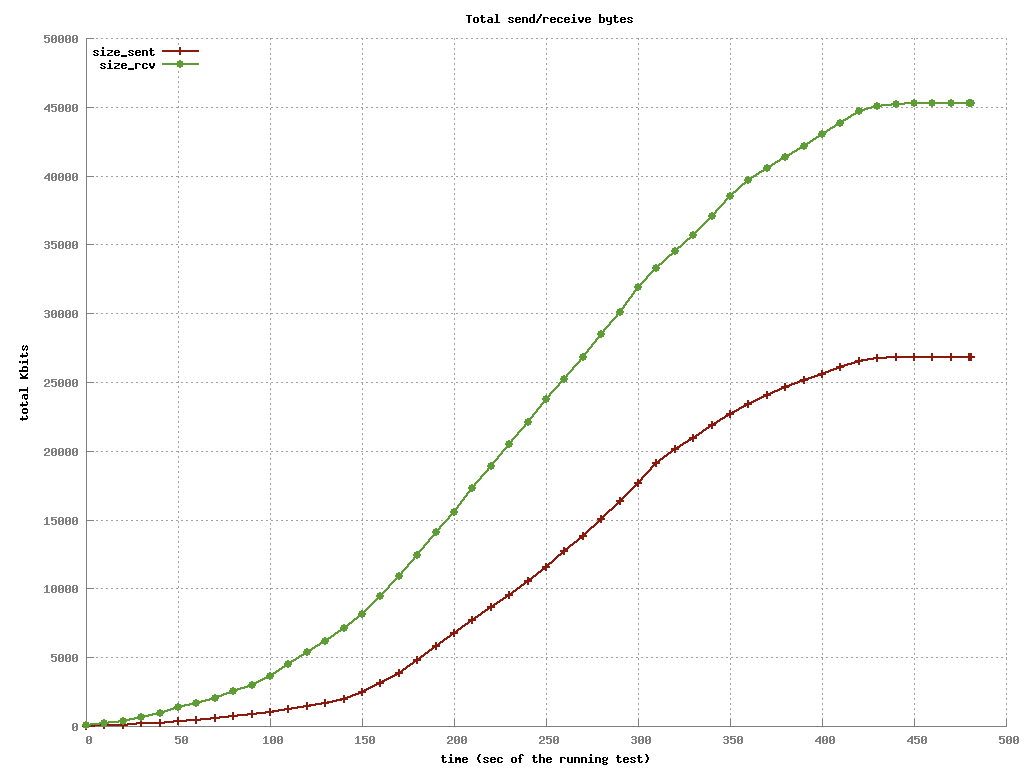 Total send/receive bytes
50000
size_sent
size_rcv
45000
40000
35000
30000
25000
20000
15000
10000
5000
0
total Kbits
0 50 100 150 200 250 300 350 400 450 500
time (sec of the running test)